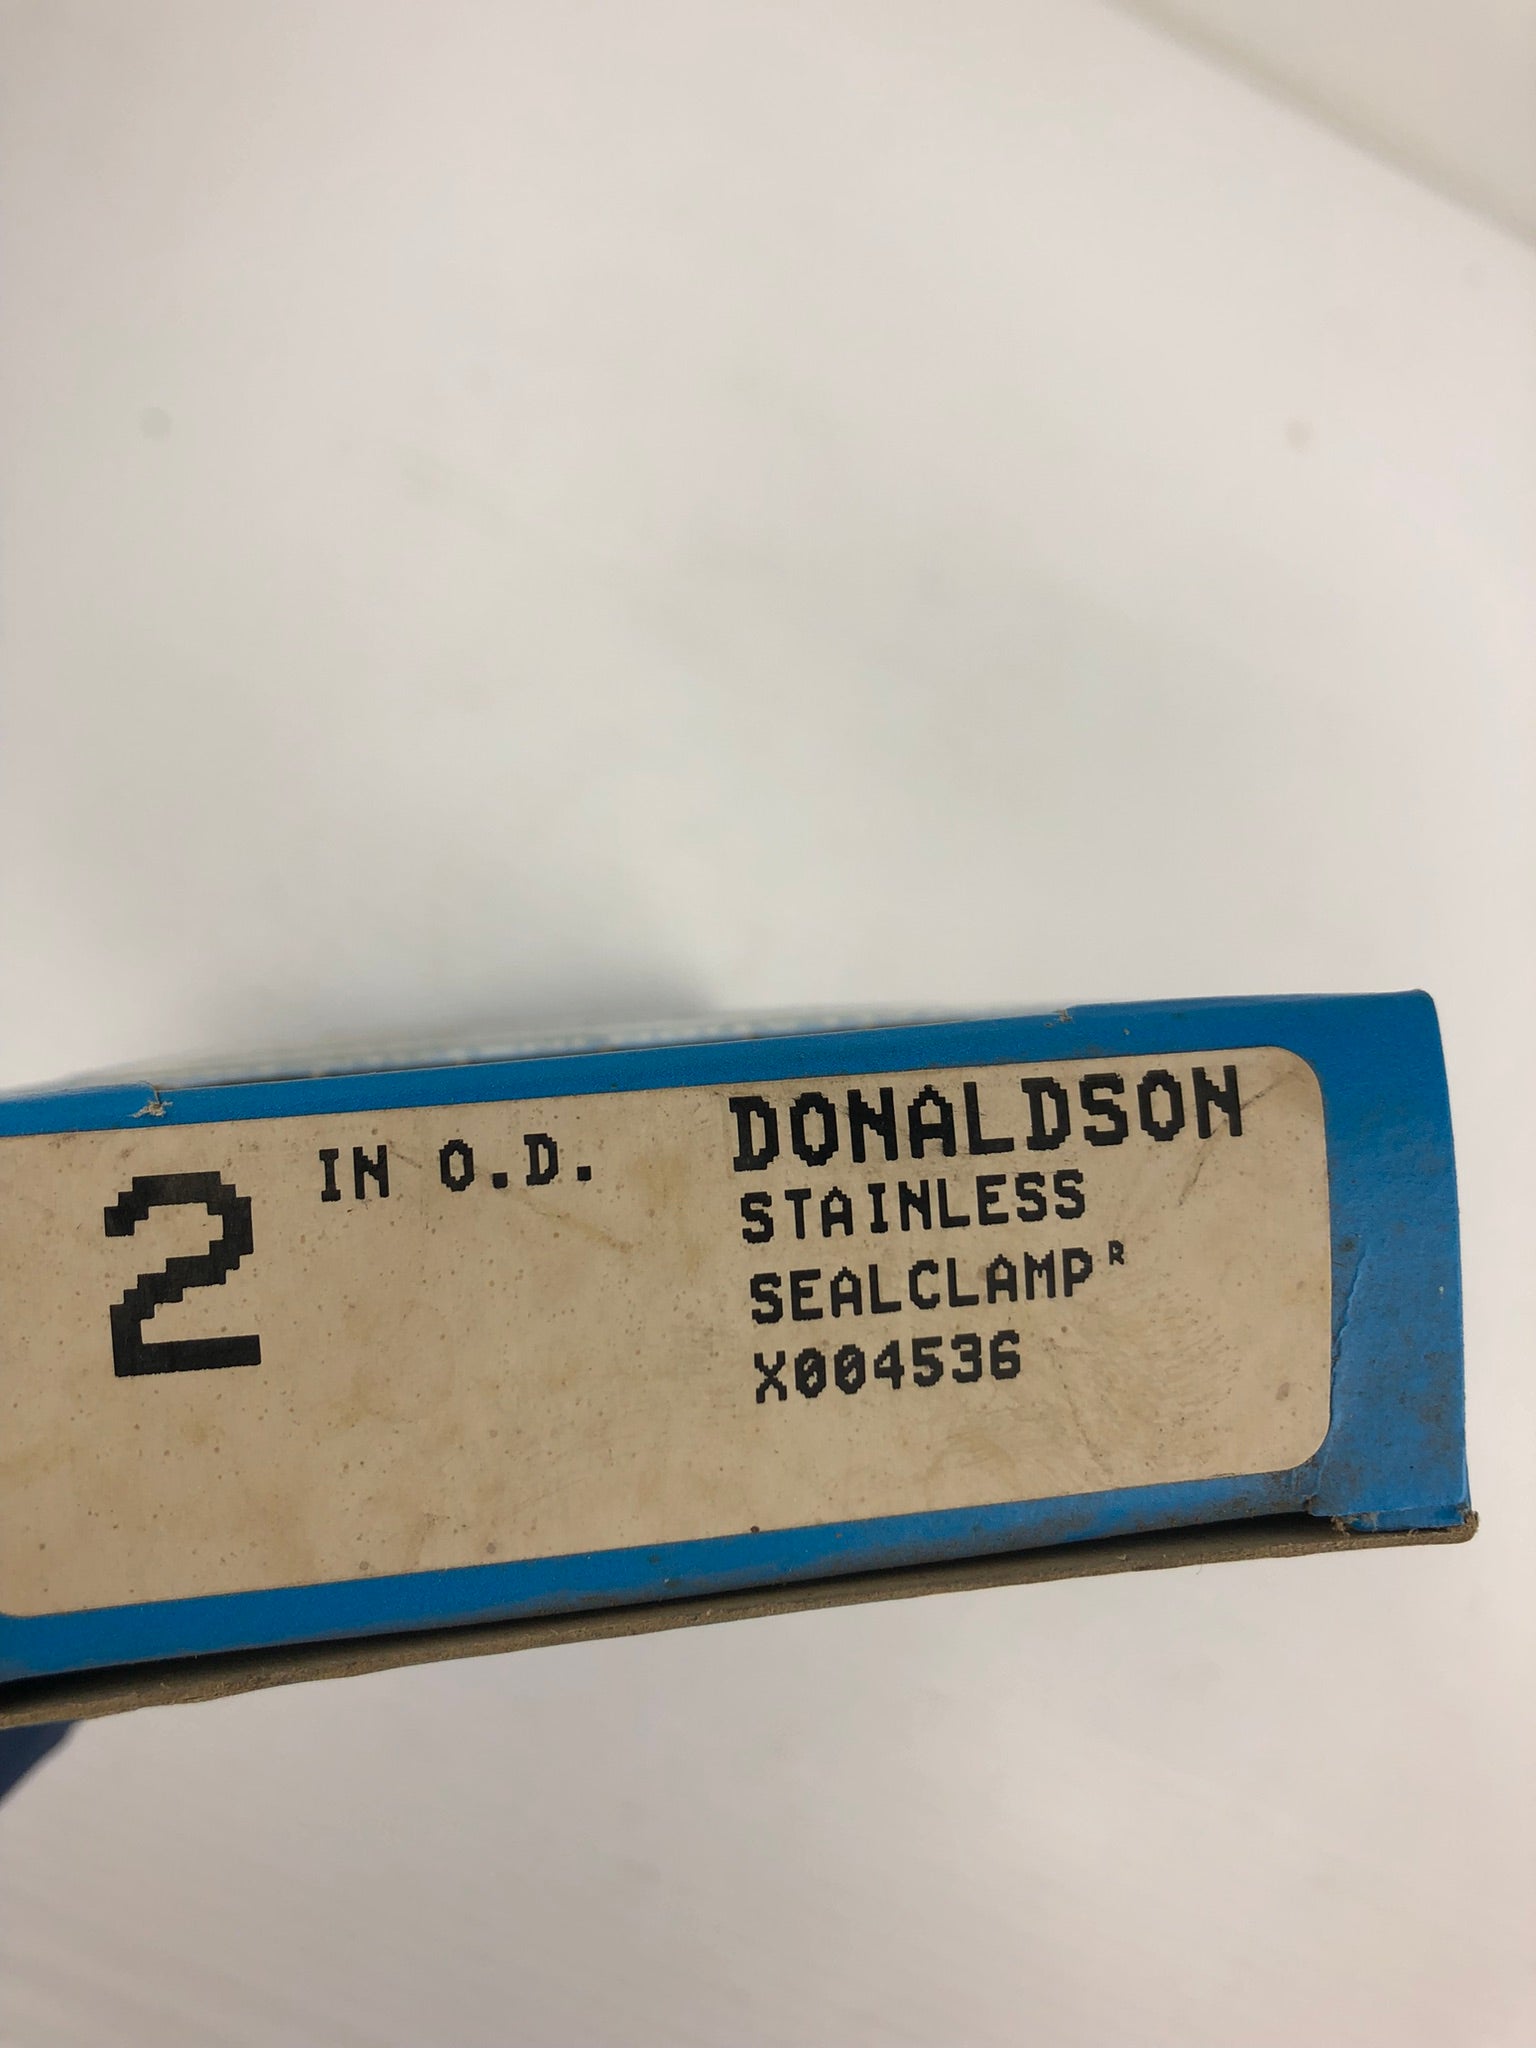 2 IN O.D.
DONALDSON
STAINLESS
SEALCLAMP R
X004536